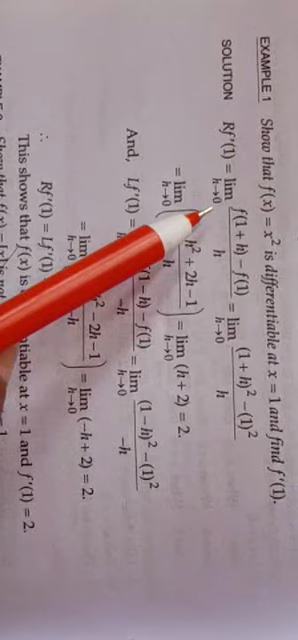 EXAMPLE 1 Show that f(x) = x² is differentiable at x = 1 and find f'(1).
SOLUTION Rf'(1) = lim h→0 f(1 + h) − f(1) / h = lim h→0 (1 + h)² − (1)² / h
= lim h→0 h² + 2h − 1 / h ) = lim h→0 (h + 2) = 2.
And, Lf'(1) = (1 − h) − f(1) / −h = lim h→0 (1 − h)² − (1)² / −h
= lim h→0 ² − 2h − 1 / −h ) = lim h→0 (−h + 2) = 2.
∴ Rf'(1) = Lf'(1)
This shows that f(x) is at x = 1 and f'(1) = 2.